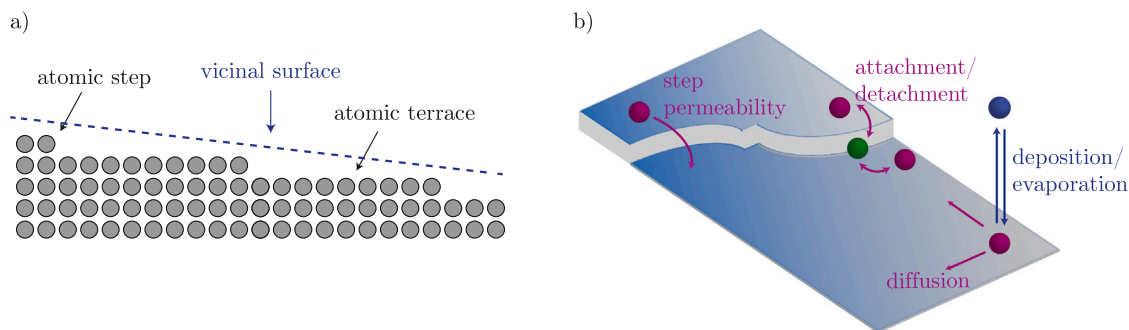 a)
atomic step
vicinal surface
atomic terrace
b)
step
permeability
attachment/
detachment
deposition/
evaporation
diffusion